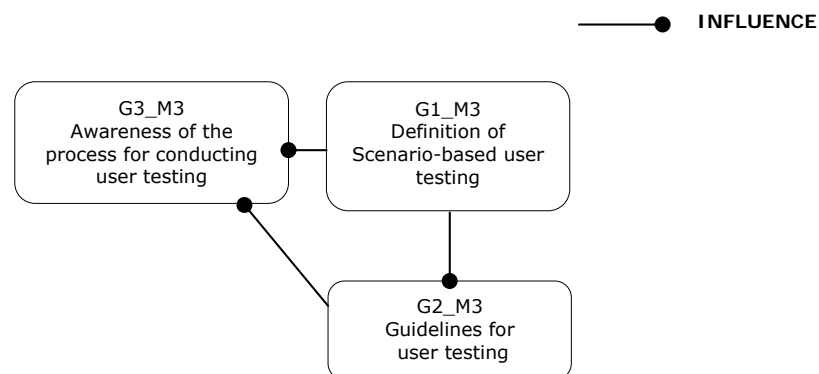 INFLUENCE
G3_M3
Awareness of the
process for conducting
user testing
G1_M3
Definition of
Scenario-based user
testing
G2_M3
Guidelines for
user testing